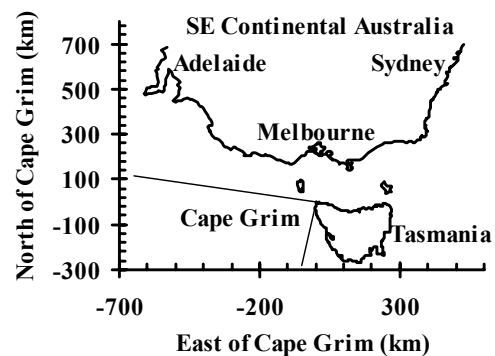 SE Continental Australia
700
Adelaide
Sydney
500
300
Melbourne
100
Cape Grim
-100
Tasmania
-300
-700
-200
300
North of Cape Grim (km)
East of Cape Grim (km)